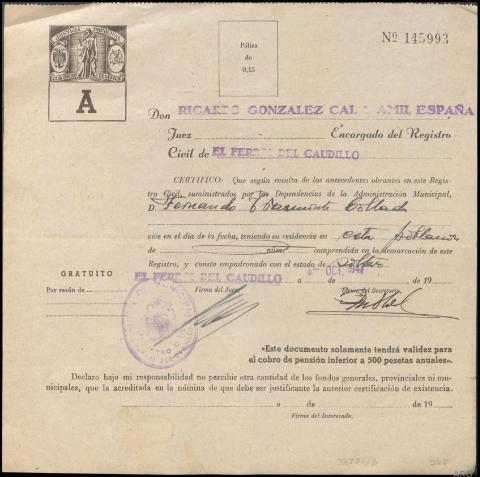 JUSTICIA MUNICIPAL
Póliza
de
0,15
Nº 145993
A
Don RICARDO GONZALEZ CAL AMIL ESPAÑA
Juez Encargado del Registro
Civil de EL FERROL DEL CAUDILLO
CERTIFICO: Que según resulta de los antecedentes obrantes en este Regis-
tro Civil, suministrados por las Dependencias de la Administración Municipal,
D. Fernando Collado
vive en el día de la fecha, teniendo su residencia en esta población
de núm. comprendida en la demarcación de este
Registro, y consta empadronado con el estado de soltero
GRATUITO
EL FERROL DEL CAUDILLO a OCT. de 19
Por razón de
Firma del Juez,
Firma del Secretario,
«Este documento solamente tendrá validez para
el cobro de pensión inferior a 500 pesetas anuales».
Declaro bajo mi responsabilidad no percibir otra cantidad de los fondos generales, provinciales ni mu-
nicipales, que la acreditada en la nómina de que debe ser justificante la anterior certificación de existencia.
a de de 19
Firma del Interesado.